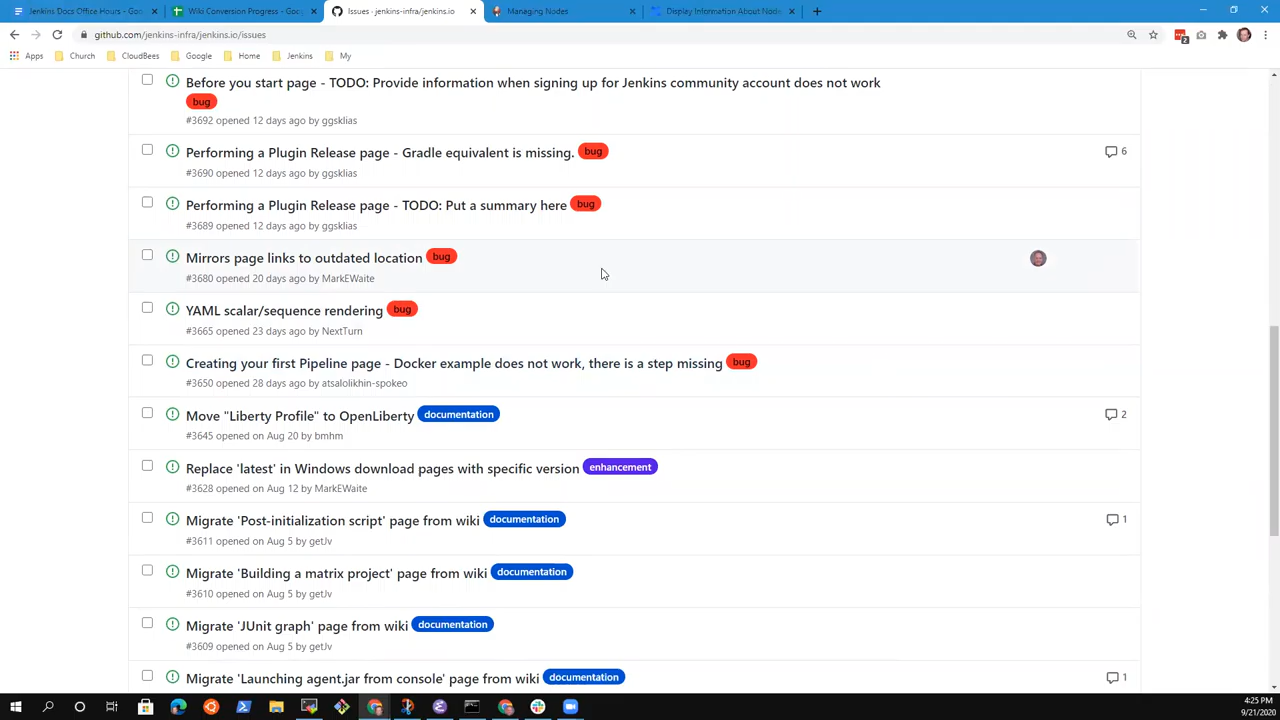 Jenkins Docs Office Hours - Goo
Wiki Conversion Progress - Goog
Issues · jenkins-infra/jenkins.io
Managing Nodes
Display Information About Node
github.com/jenkins-infra/jenkins.io/issues
2
Apps
Church
CloudBees
Google
Home
Jenkins
My
Before you start page - TODO: Provide information when signing up for Jenkins community account does not work
bug
#3692 opened 12 days ago by ggsklias
Performing a Plugin Release page - Gradle equivalent is missing. bug
6
#3690 opened 12 days ago by ggsklias
Performing a Plugin Release page - TODO: Put a summary here bug
#3689 opened 12 days ago by ggsklias
Mirrors page links to outdated location bug
#3680 opened 20 days ago by MarkEWaite
YAML scalar/sequence rendering bug
#3665 opened 23 days ago by NextTurn
Creating your first Pipeline page - Docker example does not work, there is a step missing bug
#3650 opened 28 days ago by atsalolikhin-spokeo
Move "Liberty Profile" to OpenLiberty documentation
2
#3645 opened on Aug 20 by bmhm
Replace 'latest' in Windows download pages with specific version enhancement
#3628 opened on Aug 12 by MarkEWaite
Migrate 'Post-initialization script' page from wiki documentation
1
#3611 opened on Aug 5 by getJv
Migrate 'Building a matrix project' page from wiki documentation
#3610 opened on Aug 5 by getJv
Migrate 'JUnit graph' page from wiki documentation
#3609 opened on Aug 5 by getJv
Migrate 'Launching agent.jar from console' page from wiki documentation
1
4:25 PM
9/21/2020